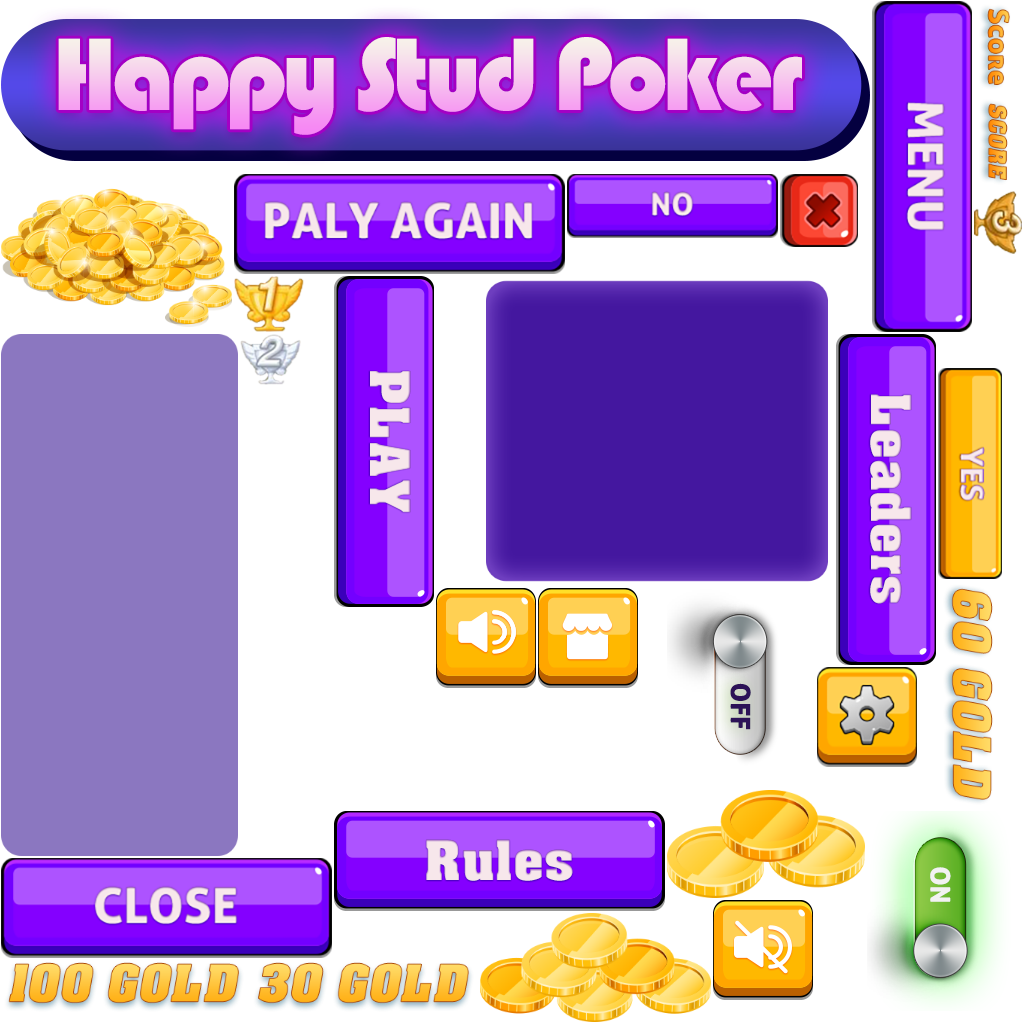 Happy Stud Poker
Score
SCORE
MENU
3
PALY AGAIN
NO
1
2
PLAY
Leaders
YES
OFF
60 GOLD
Rules
ON
CLOSE
100 GOLD
30 GOLD